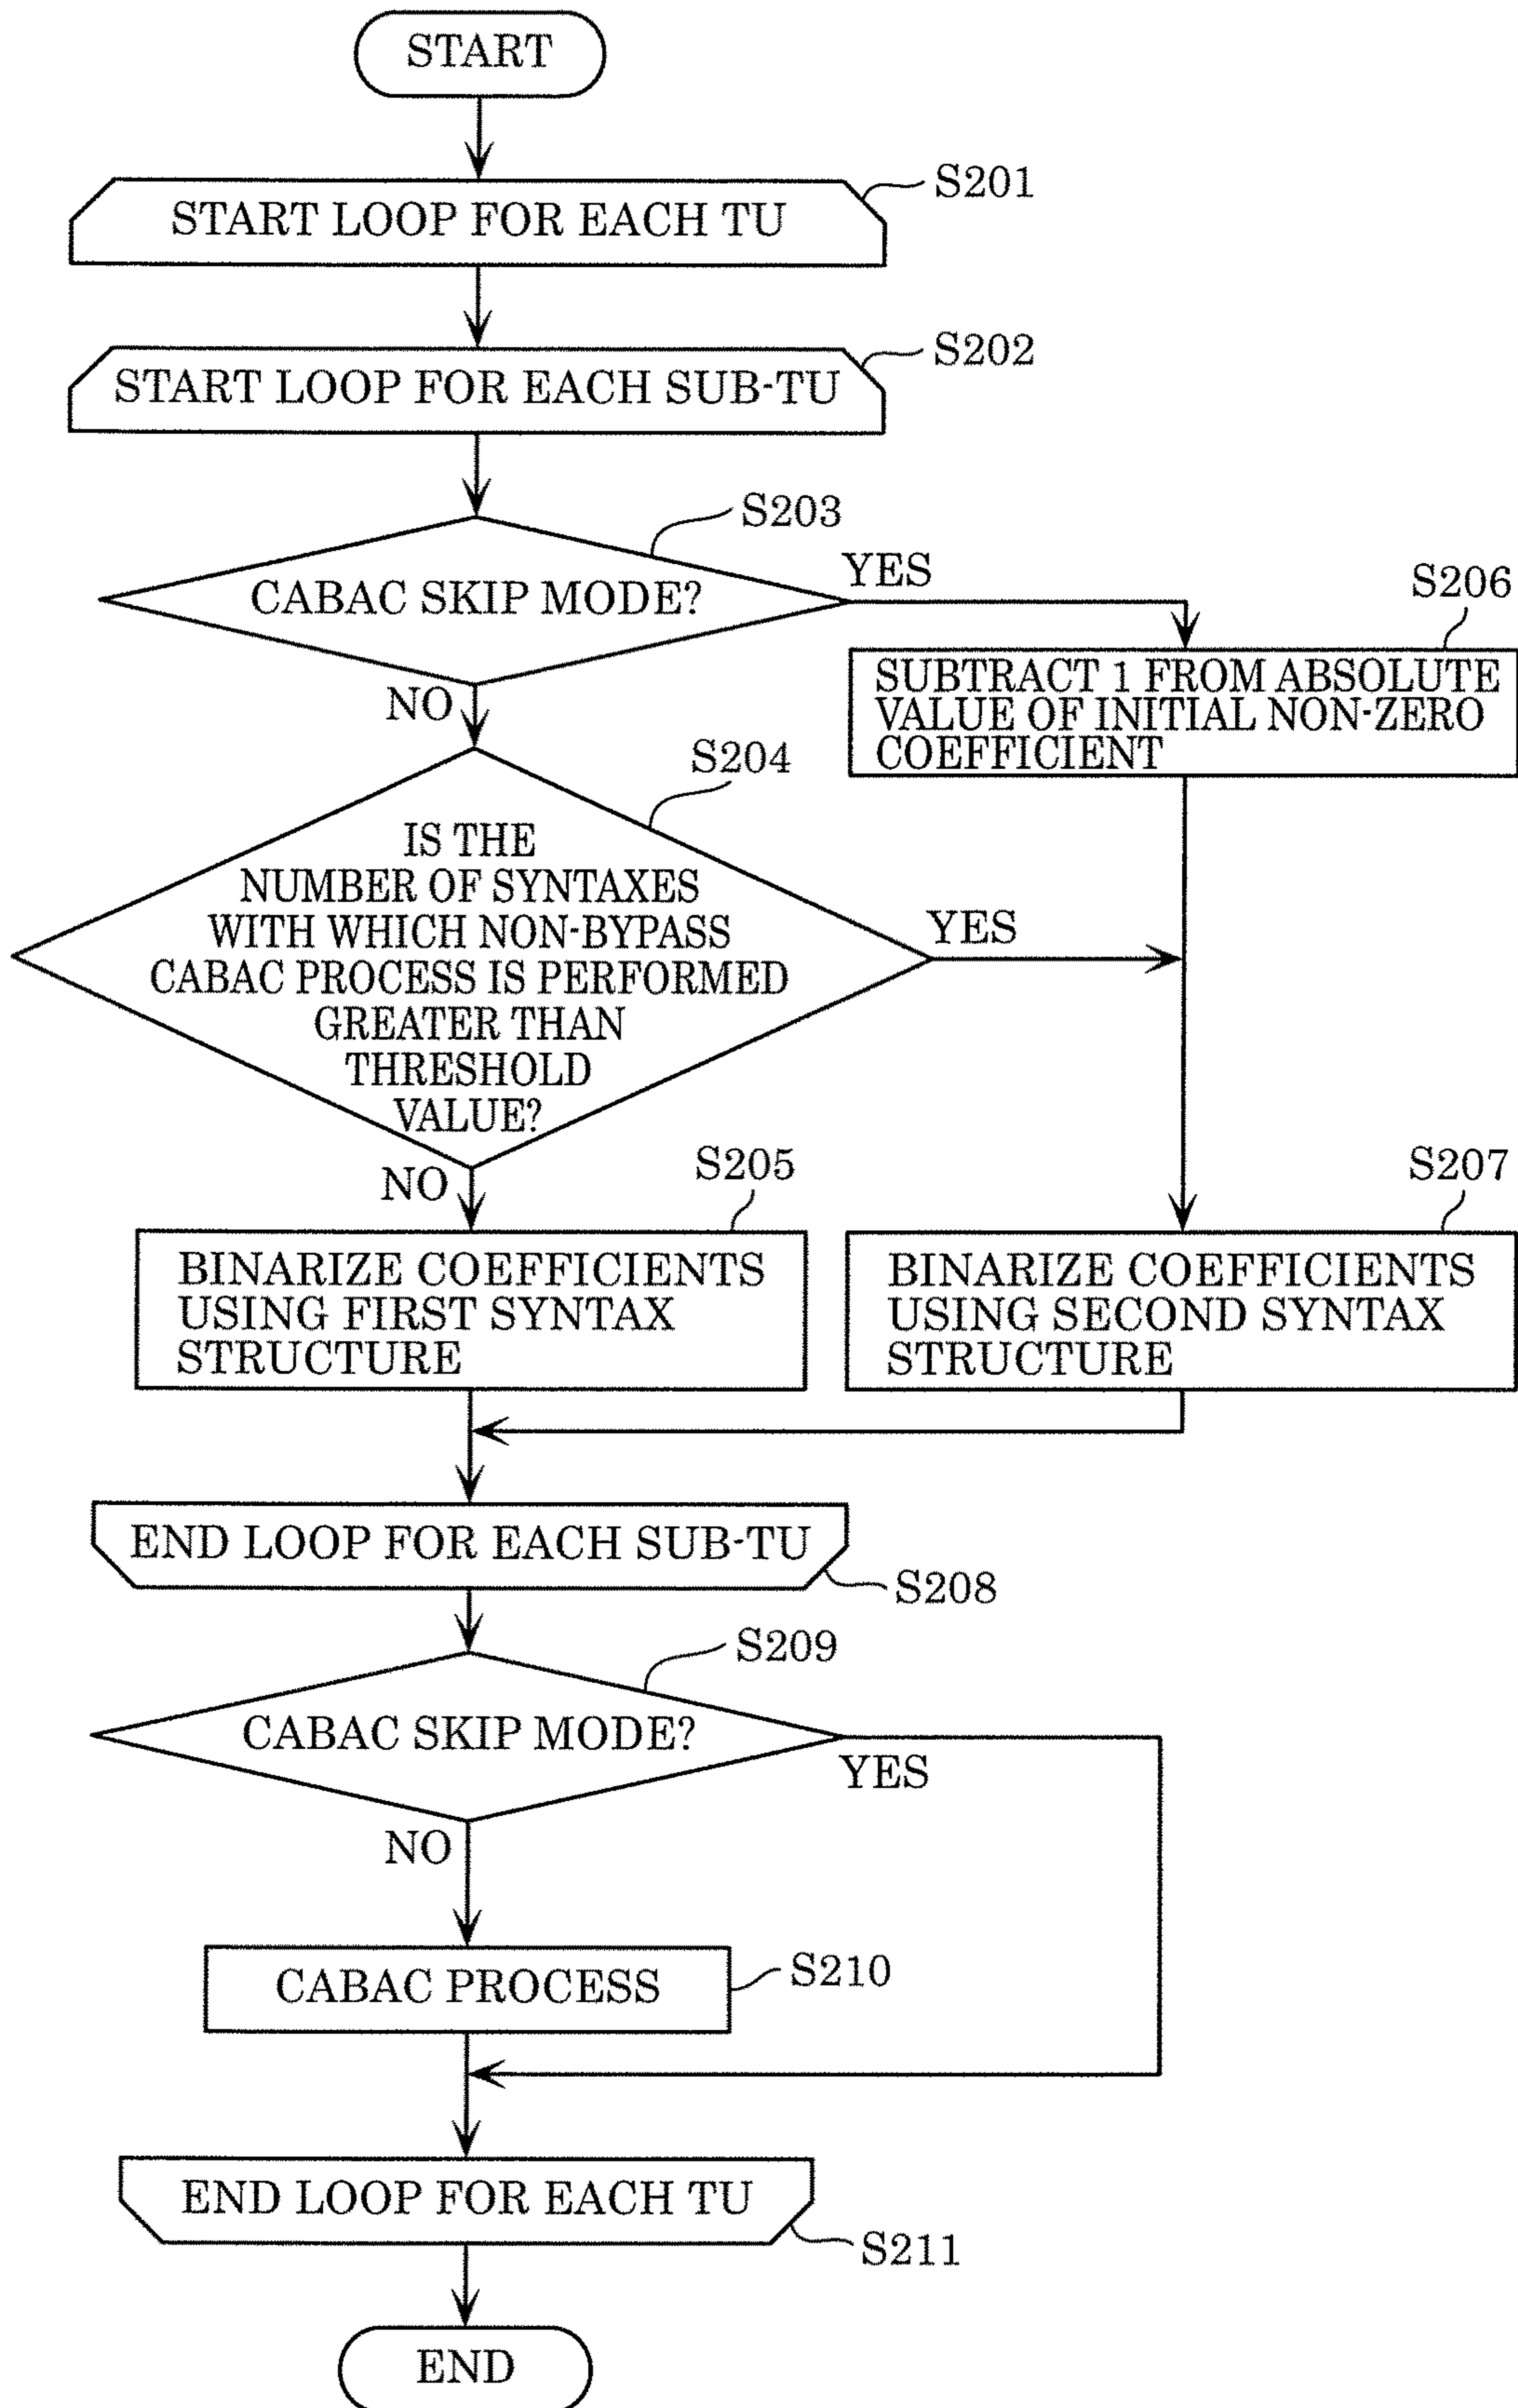 START
S201
START LOOP FOR EACH TU
S202
START LOOP FOR EACH SUB-TU
S203
CABAC SKIP MODE?
YES
NO
S206
SUBTRACT 1 FROM ABSOLUTE
VALUE OF INITIAL NON-ZERO
COEFFICIENT
S204
IS THE
NUMBER OF SYNTAXES
WITH WHICH NON-BYPASS
CABAC PROCESS IS PERFORMED
GREATER THAN
THRESHOLD
VALUE?
YES
NO
S205
BINARIZE COEFFICIENTS
USING FIRST SYNTAX
STRUCTURE
S207
BINARIZE COEFFICIENTS
USING SECOND SYNTAX
STRUCTURE
END LOOP FOR EACH SUB-TU
S208
S209
CABAC SKIP MODE?
YES
NO
CABAC PROCESS
S210
END LOOP FOR EACH TU
S211
END